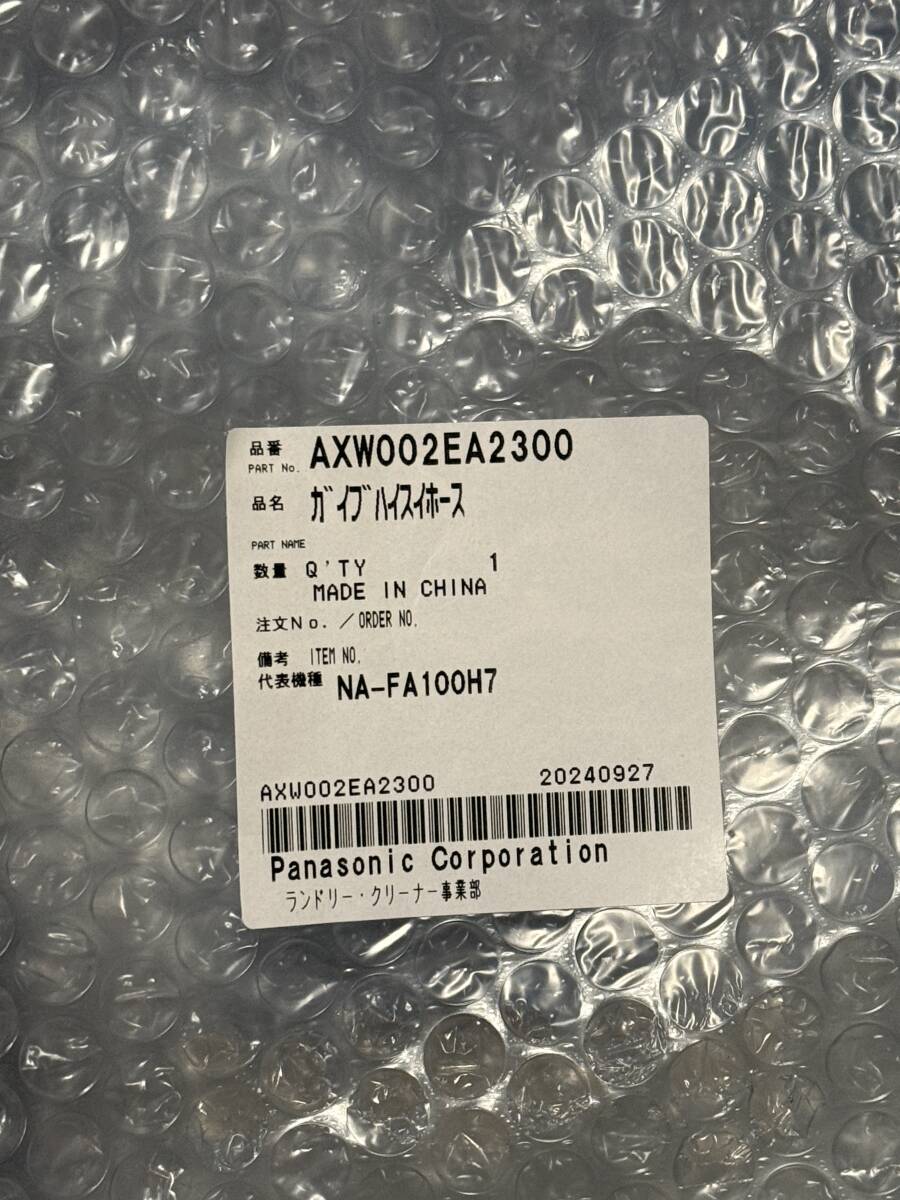 品番
PART No. AXW002EA2300
品名 ガイブハイスイホース
PART NAME
数量 Q'TY 1
MADE IN CHINA
注文No. ／ORDER NO.
備考 ITEM NO.
代表機種 NA-FA100H7
AXW002EA2300 20240927
Panasonic Corporation
ランドリー・クリーナー事業部